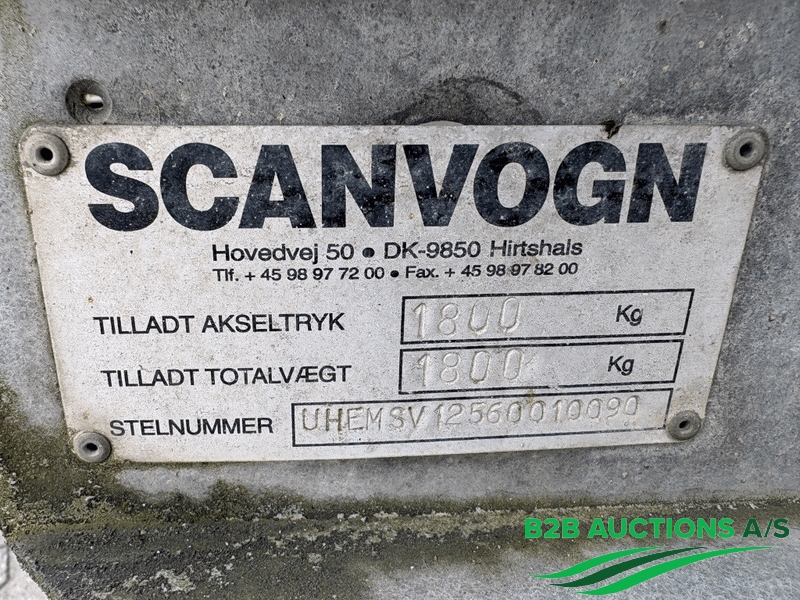 SCANVOGN
Hovedvej 50 • DK-9850 Hirtshals
Tlf. + 45 98 97 72 00 • Fax. + 45 98 97 82 00
TILLADT AKSELTRYK 1800 Kg
TILLADT TOTALVÆGT 1800 Kg
STELNUMMER UHEMSV12560010090
B2B AUCTIONS A/S